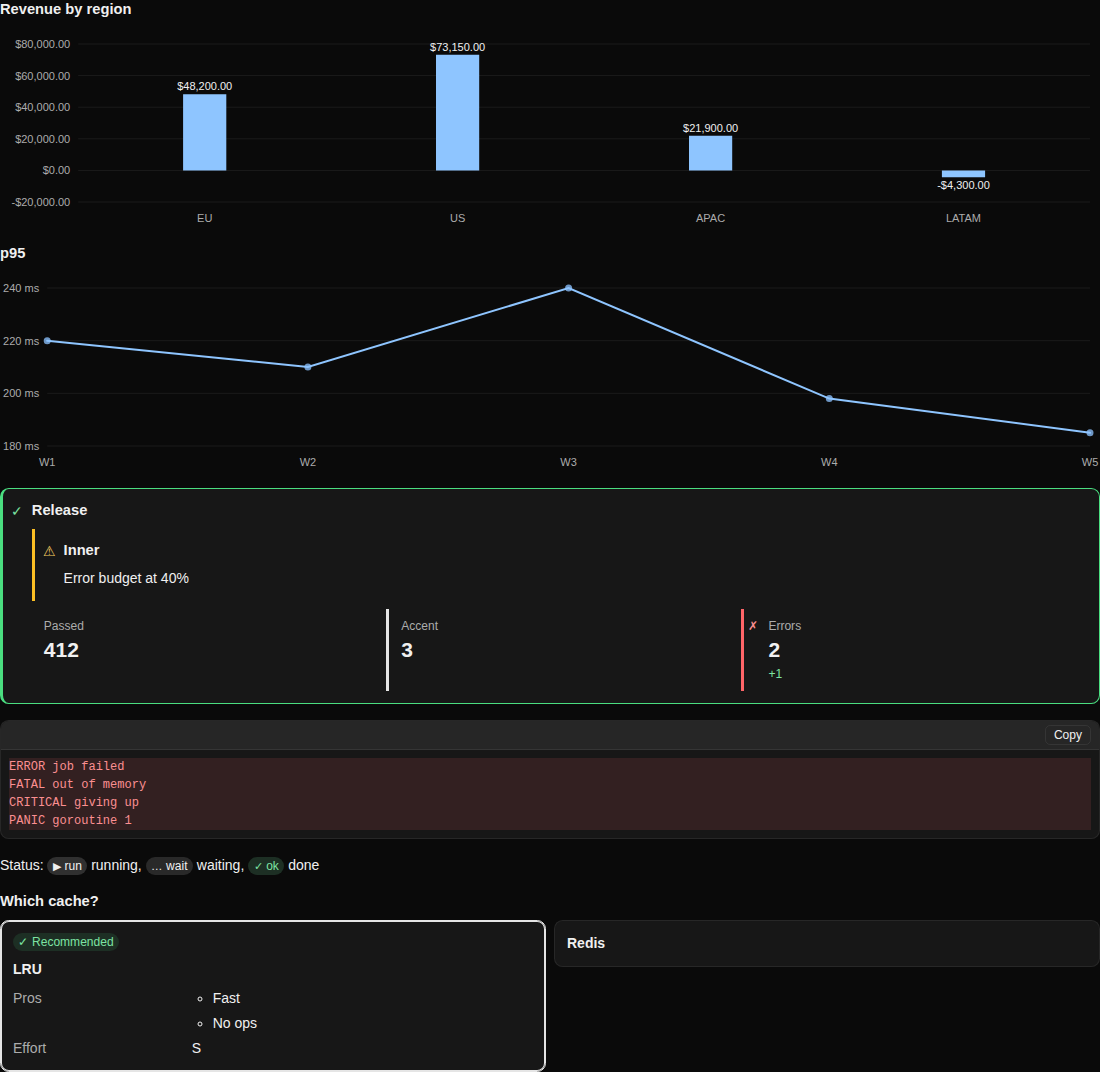 Revenue by region
$80,000.00
$60,000.00
$40,000.00
$20,000.00
$0.00
-$20,000.00
$48,200.00
$73,150.00
$21,900.00
-$4,300.00
EU US APAC LATAM
p95
240 ms
220 ms
200 ms
180 ms
W1 W2 W3 W4 W5
✓ Release
⚠ Inner
Error budget at 40%
Passed
412
Accent
3
✗ Errors
2
+1
Copy
ERROR job failed
FATAL out of memory
CRITICAL giving up
PANIC goroutine 1
Status: ▶ run running, … wait waiting, ✓ ok done
Which cache?
✓ Recommended
LRU
Pros
Fast
No ops
Effort S
Redis